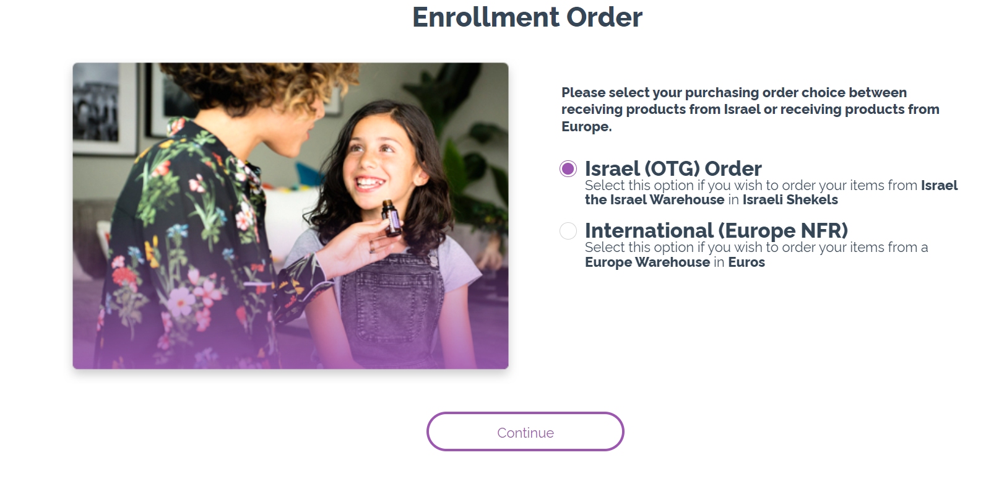 Enrollment Order
Please select your purchasing order choice between
receiving products from Israel or receiving products from
Europe.
Israel (OTG) Order
Select this option if you wish to order your items from Israel
the Israel Warehouse in Israeli Shekels
International (Europe NFR)
Select this option if you wish to order your items from a
Europe Warehouse in Euros
Continue